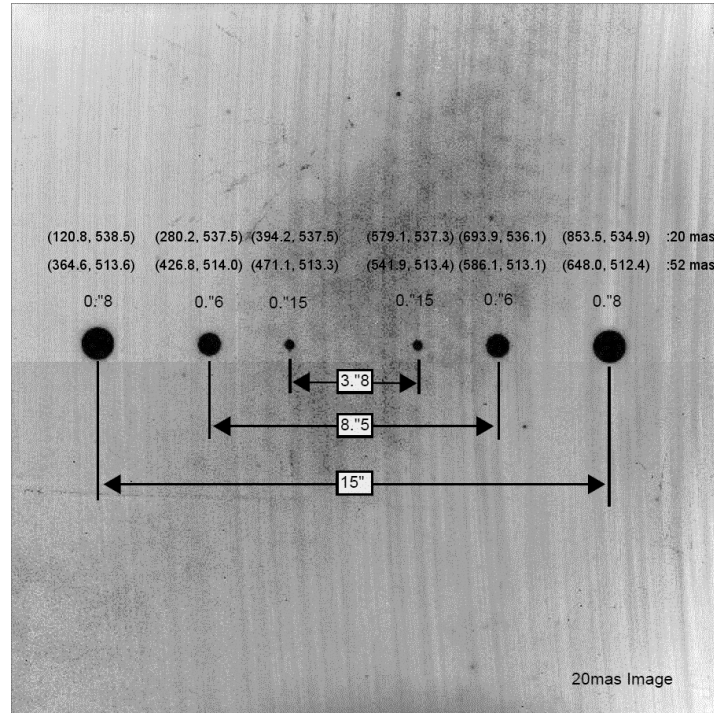 (120.8, 538.5) (280.2, 537.5) (394.2, 537.5) (579.1, 537.3) (693.9, 536.1) (853.5, 534.9) :20 mas
(364.6, 513.6) (426.8, 514.0) (471.1, 513.3) (541.9, 513.4) (586.1, 513.1) (648.0, 512.4) :52 mas
0."8 0."6 0."15 0."15 0."6 0."8
3."8
8."5
15"
20mas Image